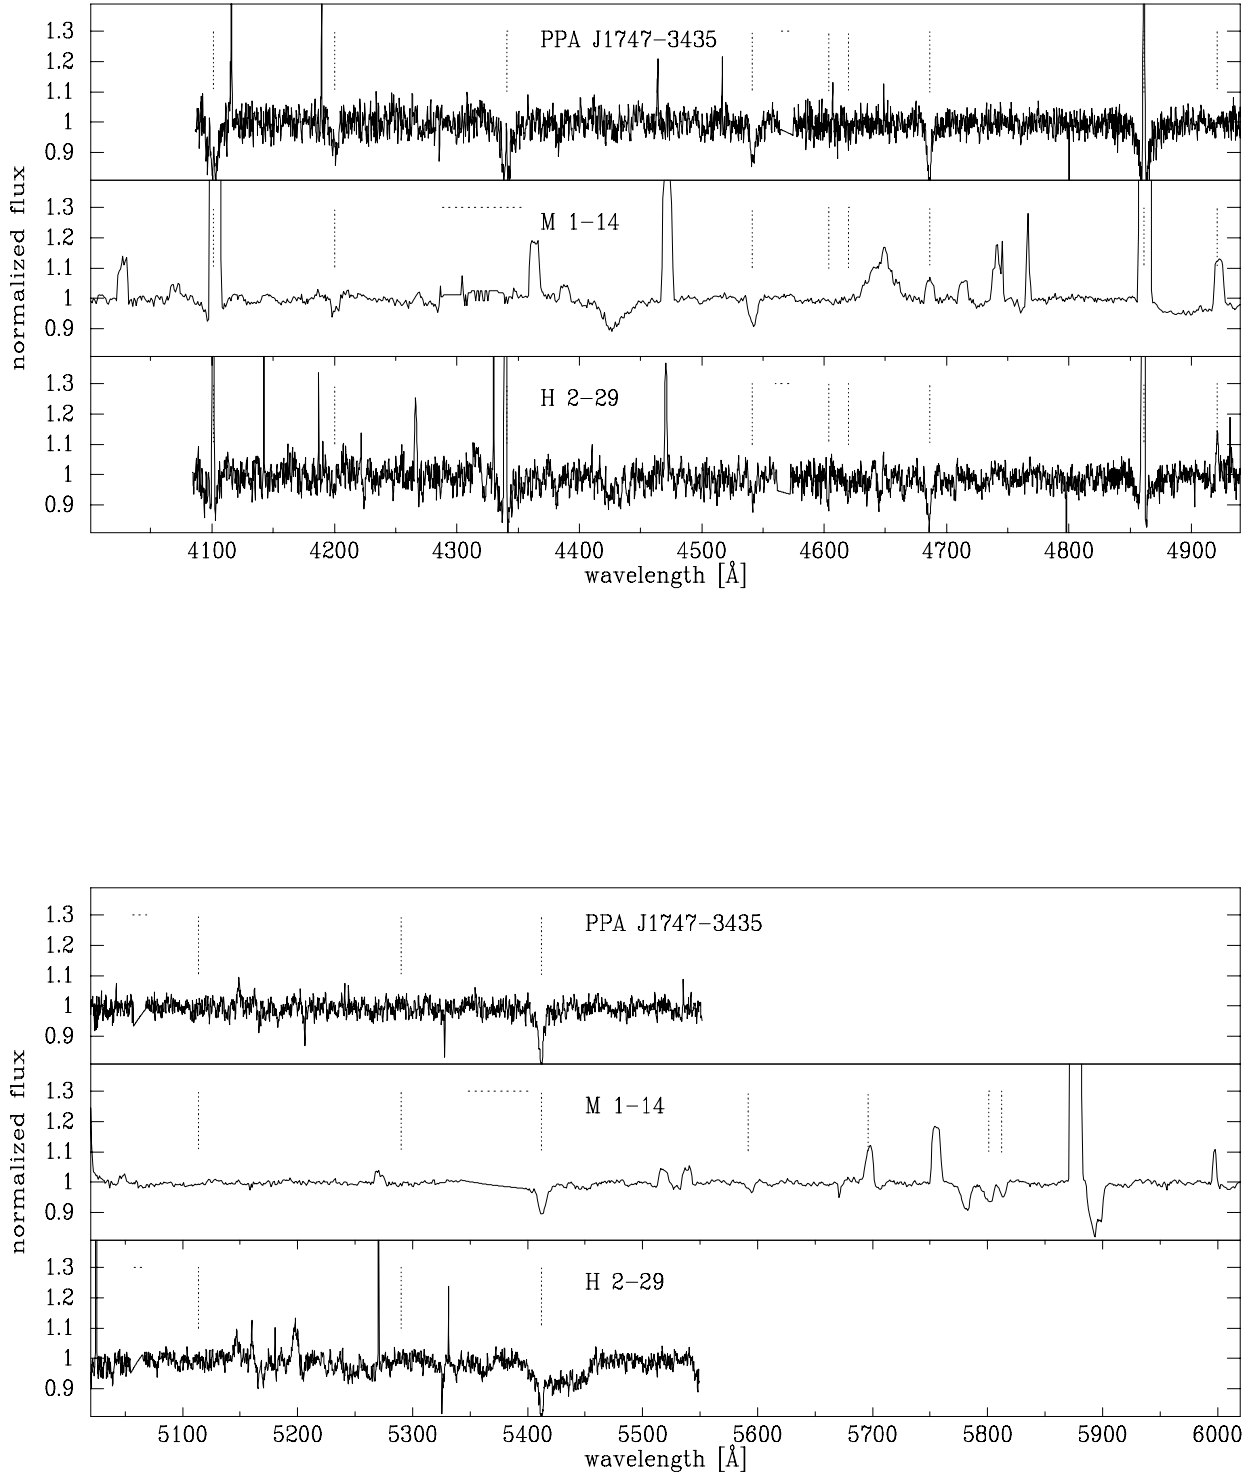 PPA J1747-3435
1.3
1.2
1.1
1
0.9
M 1-14
1.3
1.2
1.1
1
0.9
H 2-29
1.3
1.2
1.1
1
0.9
normalized flux
4100 4200 4300 4400 4500 4600 4700 4800 4900
wavelength [Å]
PPA J1747-3435
1.3
1.2
1.1
1
0.9
M 1-14
1.3
1.2
1.1
1
0.9
H 2-29
1.3
1.2
1.1
1
0.9
normalized flux
5100 5200 5300 5400 5500 5600 5700 5800 5900 6000
wavelength [Å]